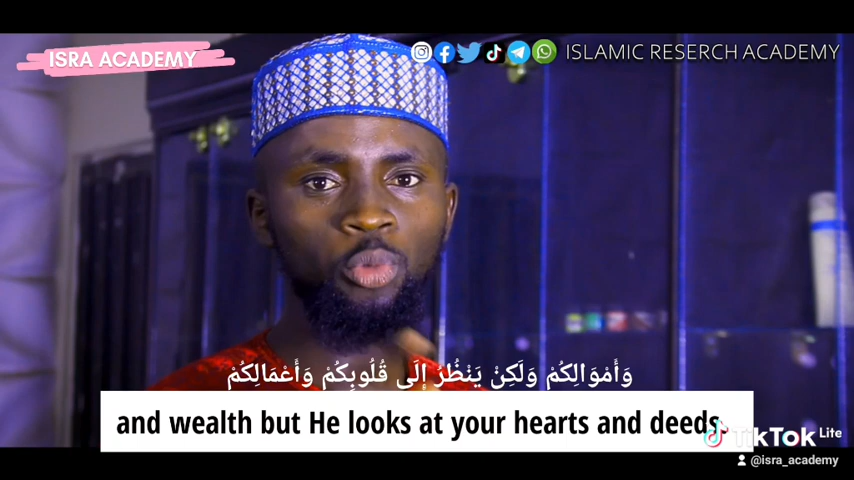 ISRA ACADEMY
ISLAMIC RESERCH ACADEMY
وَأَمْوَالِكُمْ وَلَكِنْ يَنْظُرُ إِلَى قُلُوبِكُمْ وَأَعْمَالِكُمْ
and wealth but He looks at your hearts and deeds.
TikTok Lite
@isra_academy